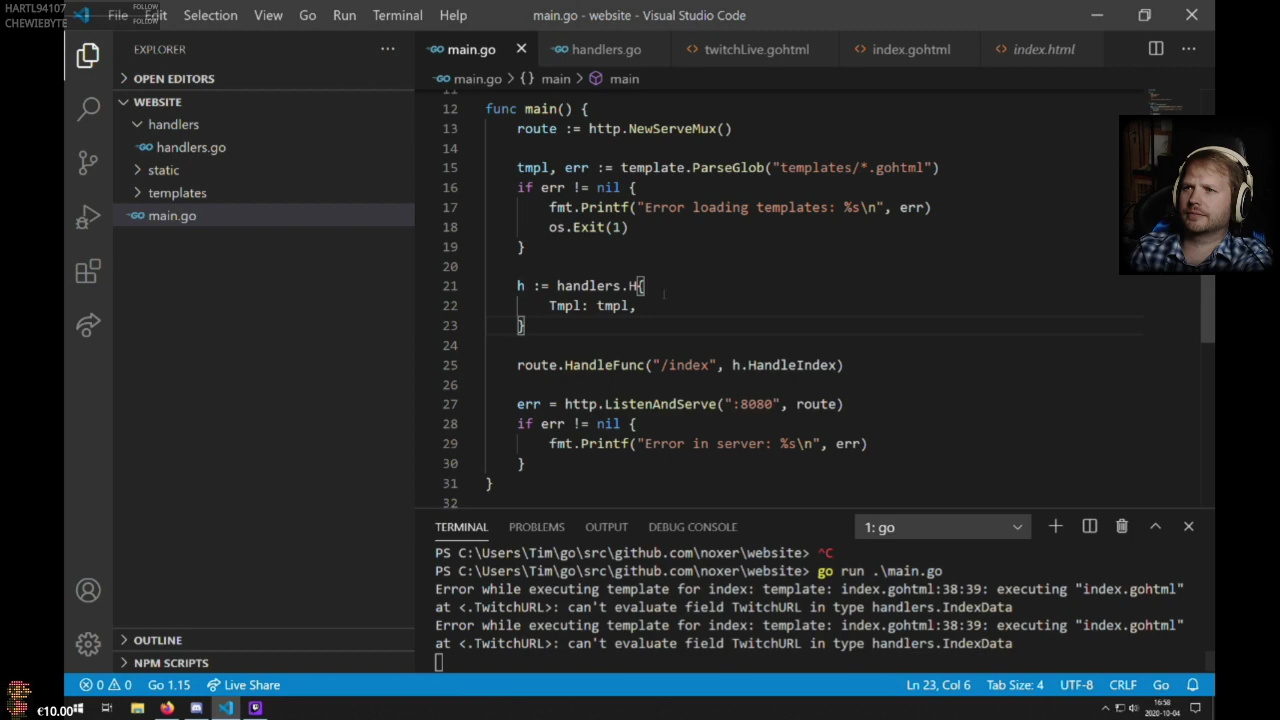 HARTL94107
CHEWIEBYTE
FOLLOW
FOLLOW
File Edit Selection View Go Run Terminal Help
main.go - website - Visual Studio Code
EXPLORER
main.go
handlers.go
twitchLive.gohtml
index.gohtml
index.html
OPEN EDITORS
main.go > {} main > main
WEBSITE
handlers
handlers.go
static
templates
main.go
11
12 func main() {
13 route := http.NewServeMux()
14
15 tmpl, err := template.ParseGlob("templates/*.gohtml")
16 if err != nil {
17 fmt.Printf("Error loading templates: %s\n", err)
18 os.Exit(1)
19 }
20
21 h := handlers.H{
22 Tmpl: tmpl,
23 }
24
25 route.HandleFunc("/index", h.HandleIndex)
26
27 err = http.ListenAndServe(":8080", route)
28 if err != nil {
29 fmt.Printf("Error in server: %s\n", err)
30 }
31 }
32
TERMINAL PROBLEMS OUTPUT DEBUG CONSOLE
1: go
PS C:\Users\Tim\go\src\github.com\noxer\website> ^C
PS C:\Users\Tim\go\src\github.com\noxer\website> go run .\main.go
Error while executing template for index: template: index.gohtml:38:39: executing "index.gohtml"
at <.TwitchURL>: can't evaluate field TwitchURL in type handlers.IndexData
Error while executing template for index: template: index.gohtml:38:39: executing "index.gohtml"
at <.TwitchURL>: can't evaluate field TwitchURL in type handlers.IndexData
OUTLINE
NPM SCRIPTS
0 0 Go 1.15 Live Share
Ln 23, Col 6 Tab Size: 4 UTF-8 CRLF Go
€10.00
16:58
2020-10-04